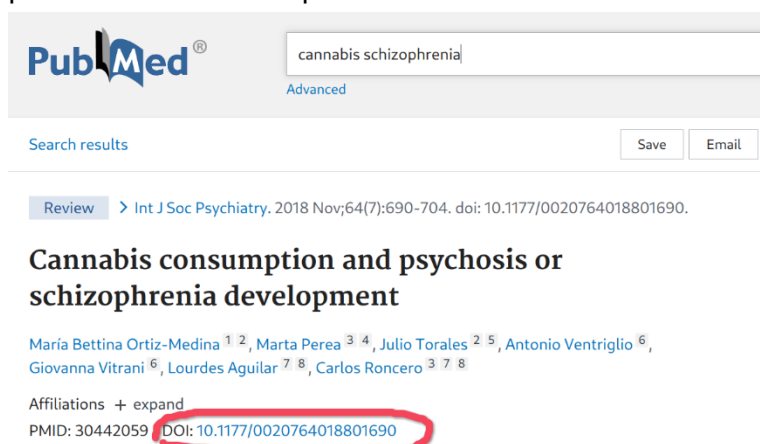 PubMed®
cannabis schizophrenia
Advanced
Search results
Save
Email
Review
Int J Soc Psychiatry. 2018 Nov;64(7):690-704. doi: 10.1177/0020764018801690.
Cannabis consumption and psychosis or
schizophrenia development
María Bettina Ortiz-Medina 1 2, Marta Perea 3 4, Julio Torales 2 5, Antonio Ventriglio 6,
Giovanna Vitrani 6, Lourdes Aguilar 7 8, Carlos Roncero 3 7 8
Affiliations + expand
PMID: 30442059 DOI: 10.1177/0020764018801690